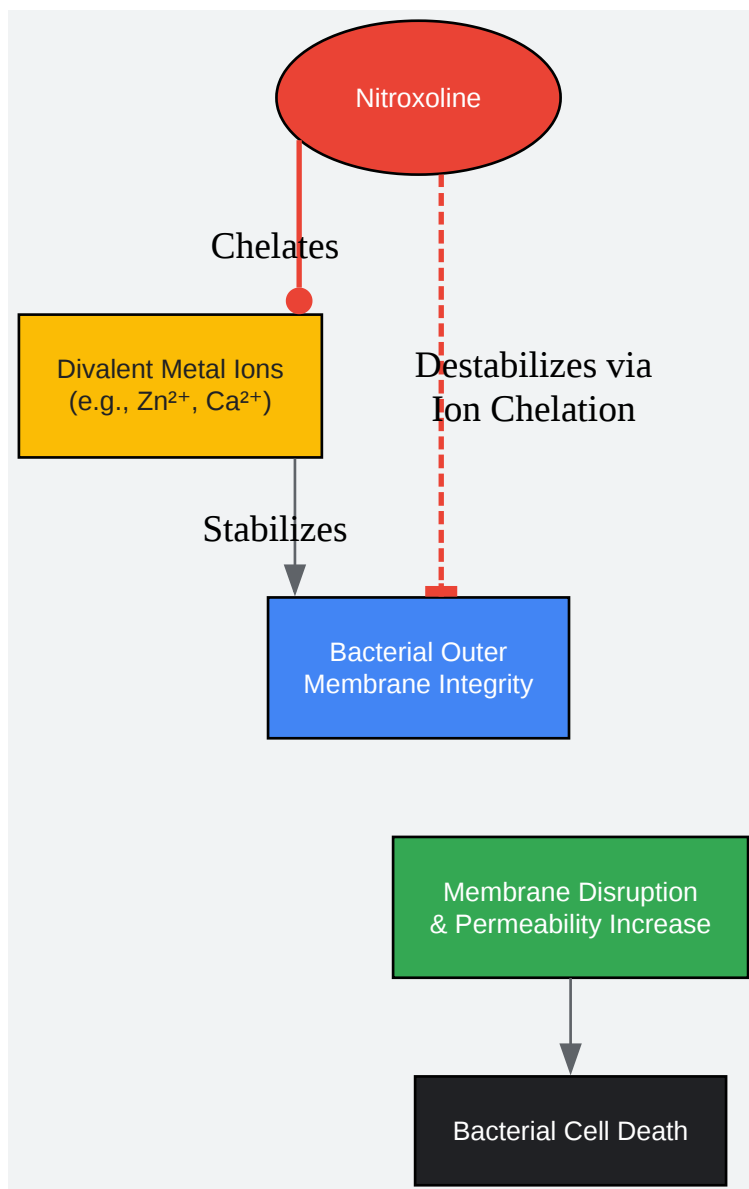 Nitroxoline
Chelates
Divalent Metal Ions
(e.g., Zn²⁺, Ca²⁺)
Destabilizes via
Ion Chelation
Stabilizes
Bacterial Outer
Membrane Integrity
Membrane Disruption
& Permeability Increase
Bacterial Cell Death